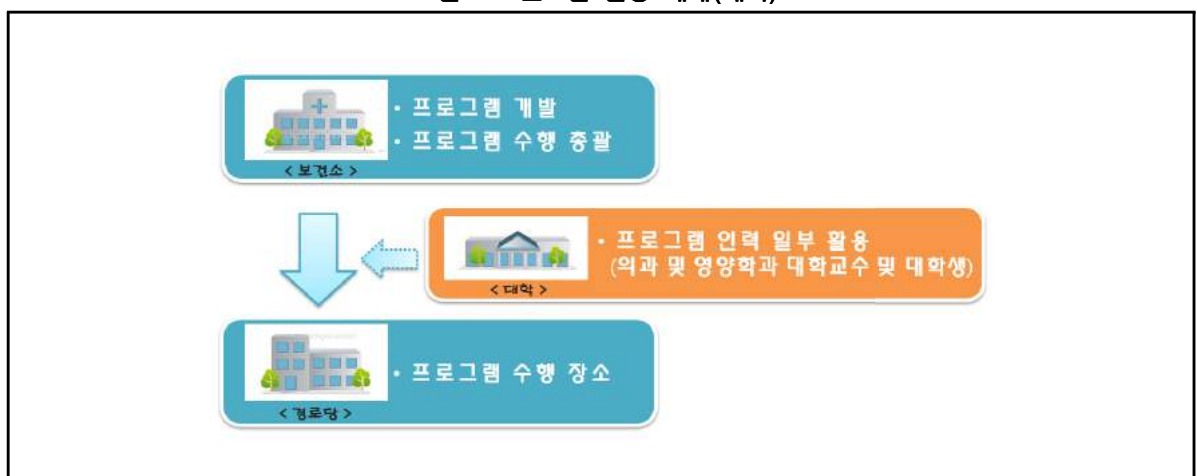 • 프로그램 개발
• 프로그램 수행 총괄
< 보건소 >
• 프로그램 인력 일부 활용
(의과 및 영양학과 대학교수 및 대학생)
< 대학 >
• 프로그램 수행 장소
< 경로당 >